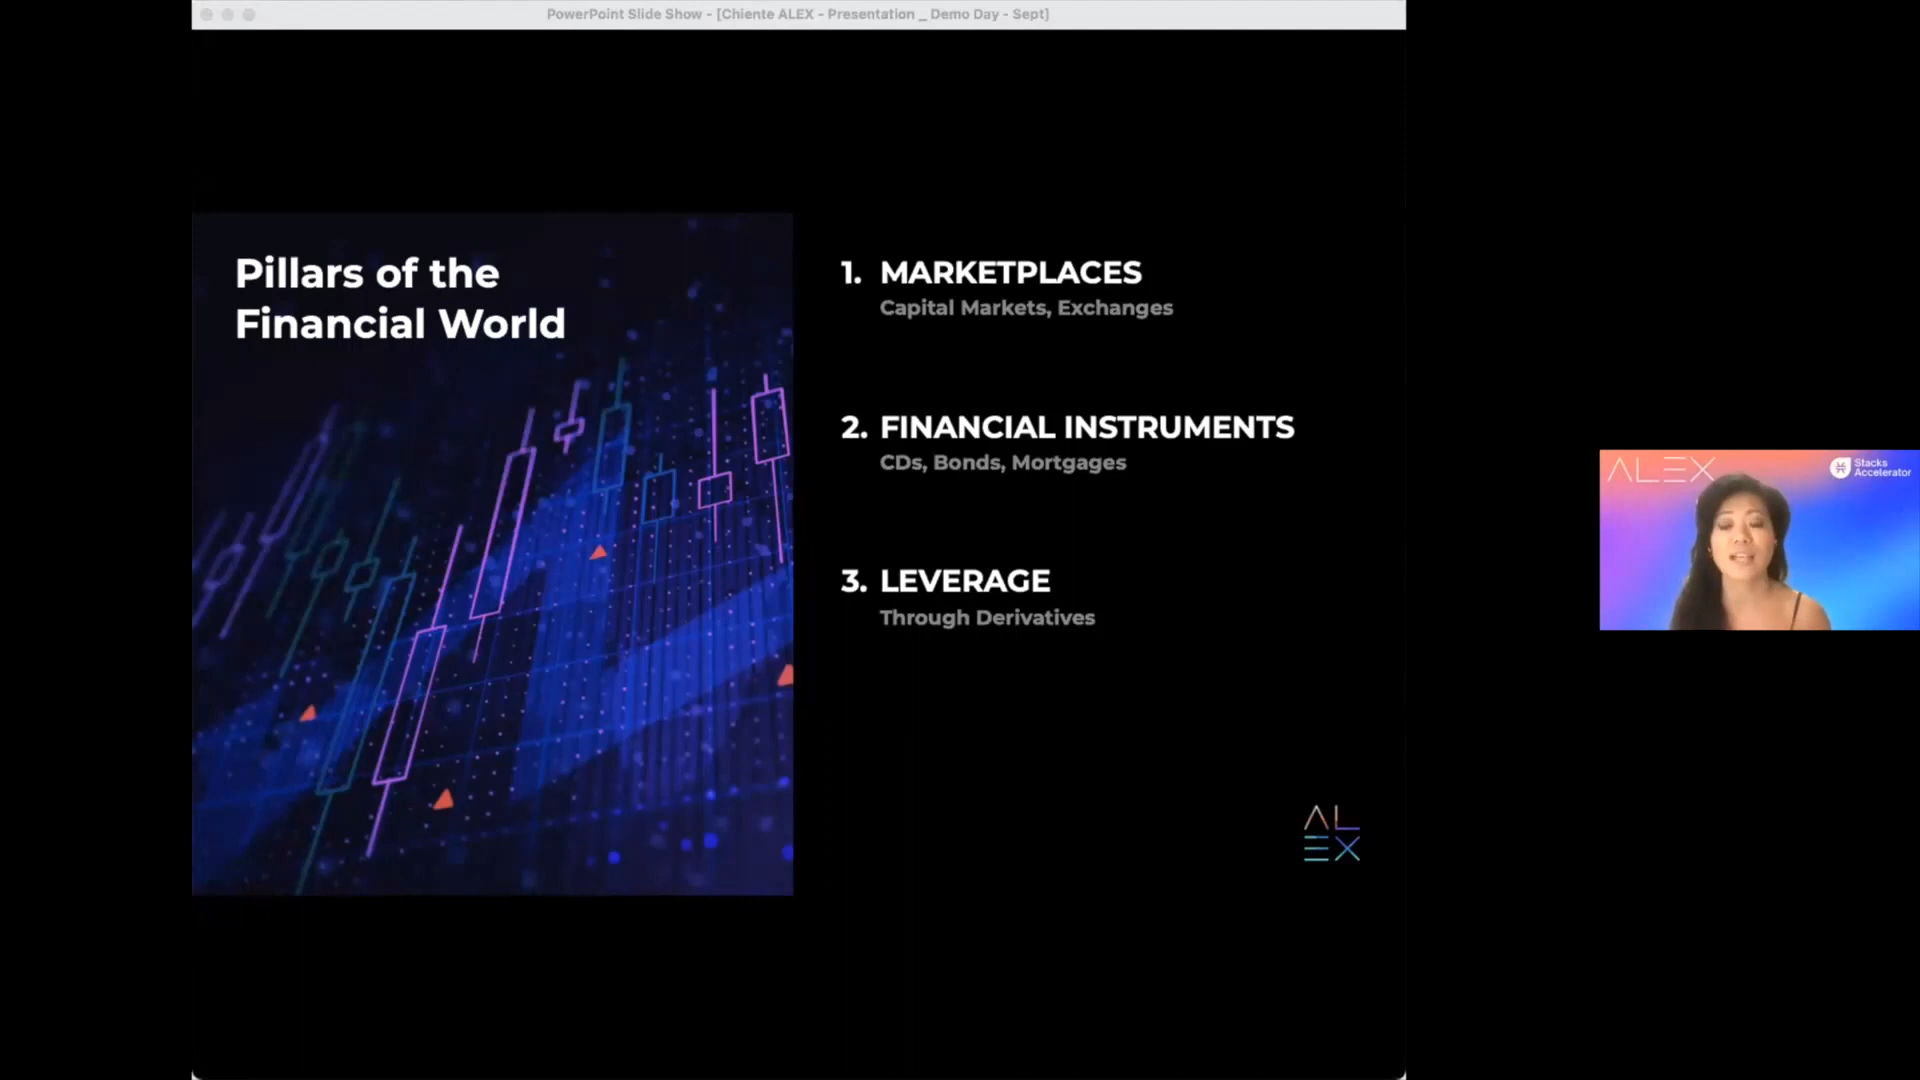 PowerPoint Slide Show - [Chiente ALEX - Presentation _ Demo Day - Sept]
Pillars of the
Financial World
1. MARKETPLACES
Capital Markets, Exchanges
2. FINANCIAL INSTRUMENTS
CDs, Bonds, Mortgages
3. LEVERAGE
Through Derivatives
AL
EX
ALEX
Stacks
Accelerator